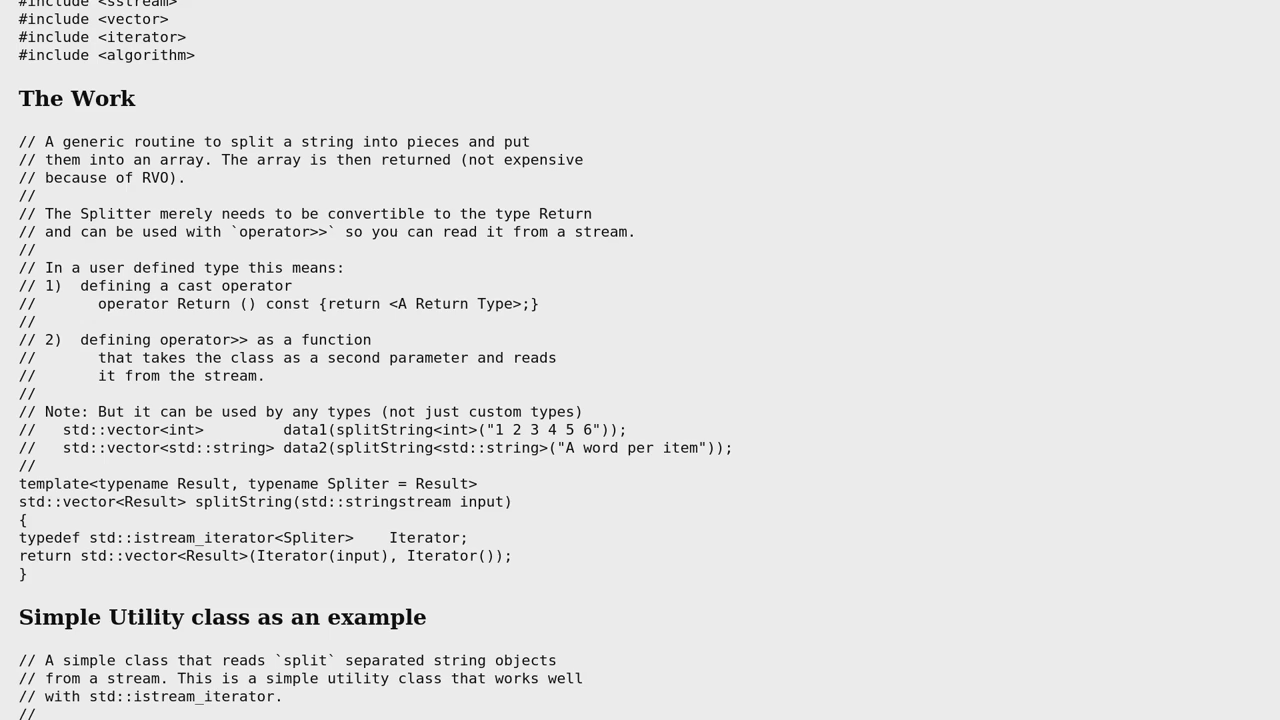 #include <sstream>
#include <vector>
#include <iterator>
#include <algorithm>
The Work
// A generic routine to split a string into pieces and put
// them into an array. The array is then returned (not expensive
// because of RVO).
//
// The Splitter merely needs to be convertible to the type Return
// and can be used with `operator>>` so you can read it from a stream.
//
// In a user defined type this means:
// 1)  defining a cast operator
//       operator Return () const {return <A Return Type>;}
//
// 2)  defining operator>> as a function
//       that takes the class as a second parameter and reads
//       it from the stream.
//
// Note: But it can be used by any types (not just custom types)
//   std::vector<int>         data1(splitString<int>("1 2 3 4 5 6"));
//   std::vector<std::string> data2(splitString<std::string>("A word per item"));
//
template<typename Result, typename Spliter = Result>
std::vector<Result> splitString(std::stringstream input)
{
typedef std::istream_iterator<Spliter>    Iterator;
return std::vector<Result>(Iterator(input), Iterator());
}
Simple Utility class as an example
// A simple class that reads `split` separated string objects
// from a stream. This is a simple utility class that works well
// with std::istream_iterator.
//